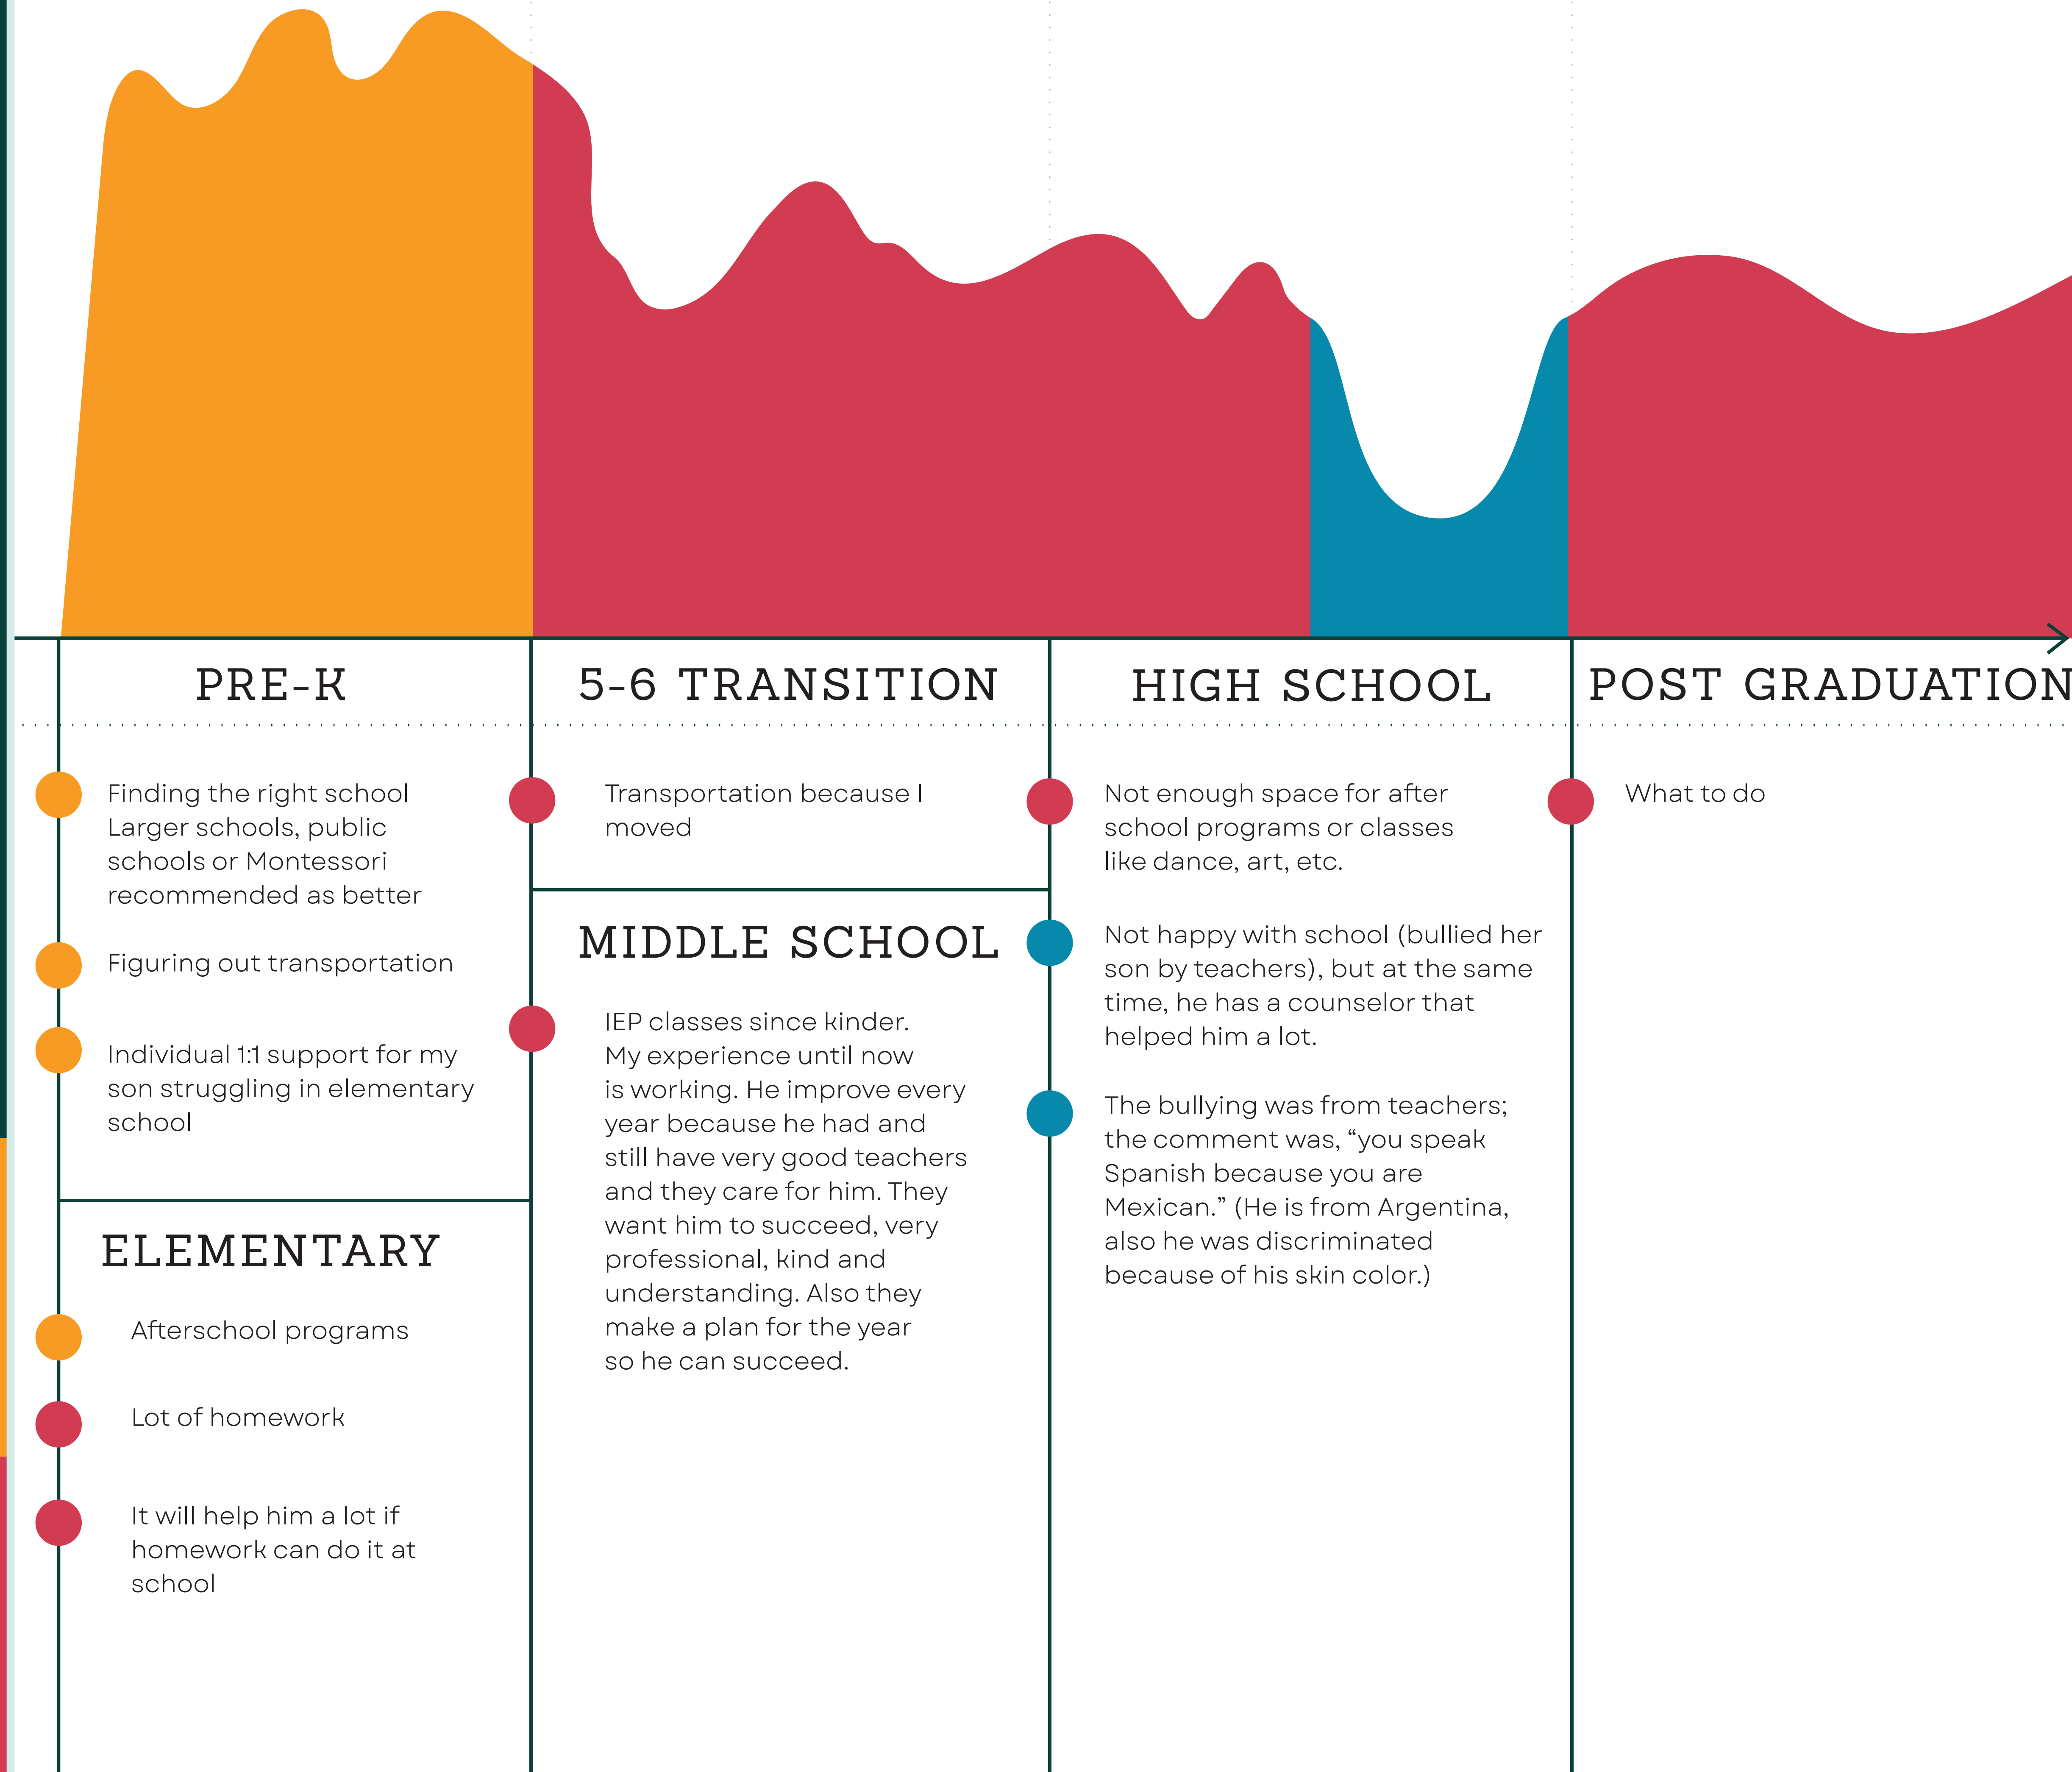 PRE-K
Finding the right school
Larger schools, public
schools or Montessori
recommended as better
Figuring out transportation
Individual 1:1 support for my
son struggling in elementary
school
ELEMENTARY
Afterschool programs
Lot of homework
It will help him a lot if
homework can do it at
school
5-6 TRANSITION
Transportation because I
moved
MIDDLE SCHOOL
IEP classes since kinder.
My experience until now
is working. He improve every
year because he had and
still have very good teachers
and they care for him. They
want him to succeed, very
professional, kind and
understanding. Also they
make a plan for the year
so he can succeed.
HIGH SCHOOL
Not enough space for after
school programs or classes
like dance, art, etc.
Not happy with school (bullied her
son by teachers), but at the same
time, he has a counselor that
helped him a lot.
The bullying was from teachers;
the comment was, “you speak
Spanish because you are
Mexican.” (He is from Argentina,
also he was discriminated
because of his skin color.)
POST GRADUATION
What to do